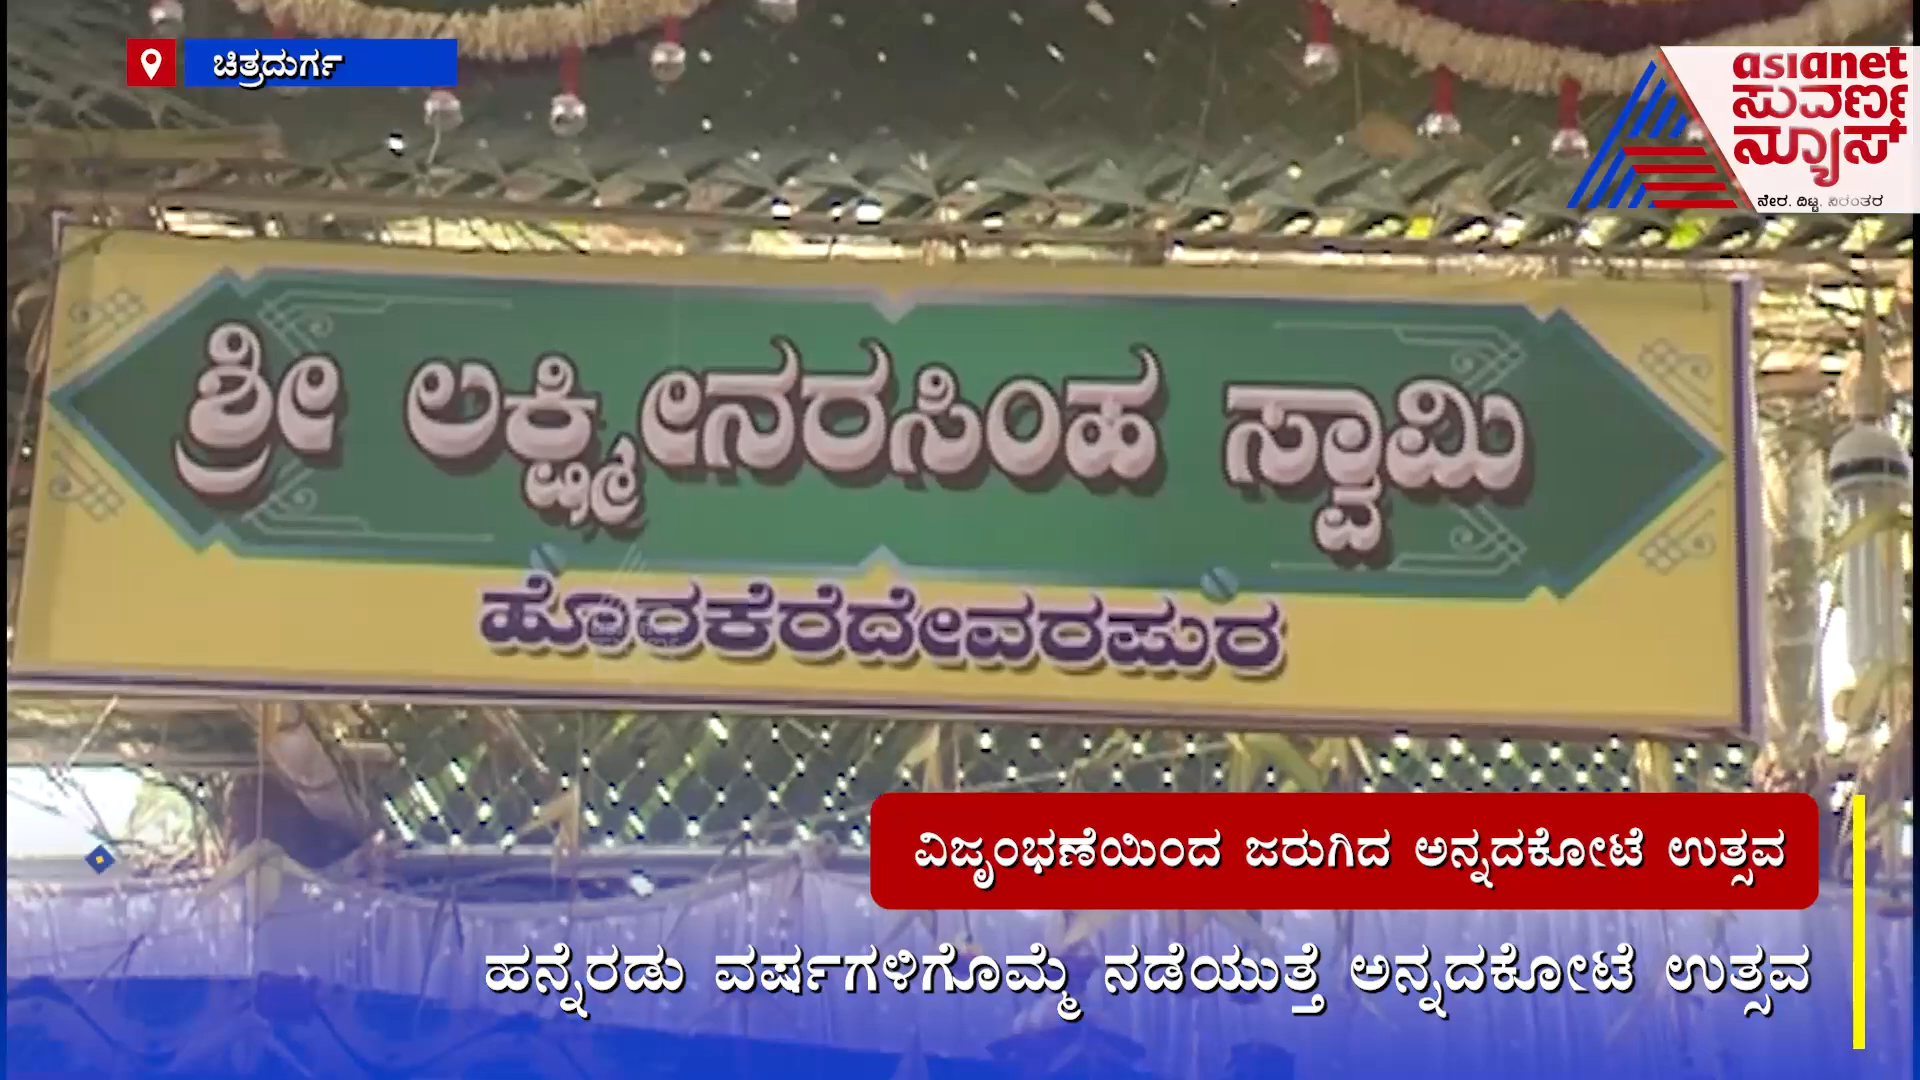 ಚಿತ್ರದುರ್ಗ
asianet
ಸುವರ್ಣ
ನ್ಯೂಸ್
ನೇರ. ದಿಟ್ಟ. ನಿರಂತರ
ಶ್ರೀ ಲಕ್ಷ್ಮೀನರಸಿಂಹ ಸ್ವಾಮಿ
ಹೊರಕೆರೆದೇವರಪುರ
ವಿಜೃಂಭಣೆಯಿಂದ ಜರುಗಿದ ಅನ್ನದಕೋಟೆ ಉತ್ಸವ
ಹನ್ನೆರಡು ವರ್ಷಗಳಿಗೊಮ್ಮೆ ನಡೆಯುತ್ತೆ ಅನ್ನದಕೋಟೆ ಉತ್ಸವ